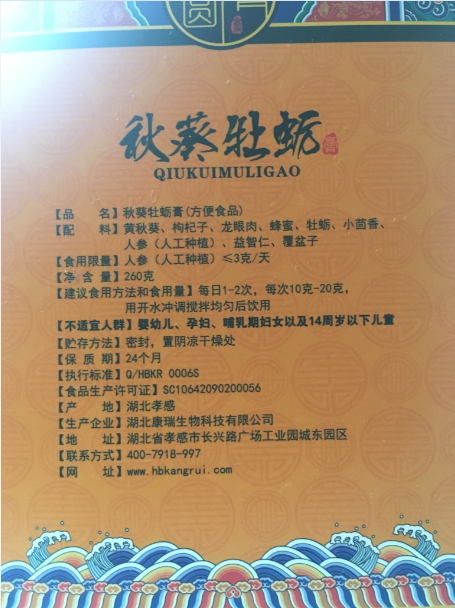 秋葵牡蛎
QIUKUIMULIGAO
【品　名】秋葵牡蛎膏(方便食品)
【配　料】黄秋葵、枸杞子、龙眼肉、蜂蜜、牡蛎、小茴香、
人参（人工种植）、益智仁、覆盆子
【食用限量】人参（人工种植）≤3克/天
【净 含 量】260克
【建议食用方法和食用量】每日1-2次，每次10克-20克，
用开水冲调搅拌均匀后饮用
【不适宜人群】婴幼儿、孕妇、哺乳期妇女以及14周岁以下儿童
【贮存方法】密封，置阴凉干燥处
【保 质 期】24个月
【执行标准】Q/HBKR 0006S
【食品生产许可证】SC10642090200056
【产　地】湖北孝感
【生产企业】湖北康瑞生物科技有限公司
【地　址】湖北省孝感市长兴路广场工业园城东园区
【联系方式】400-7918-997
【网　址】www.hbkangrui.com